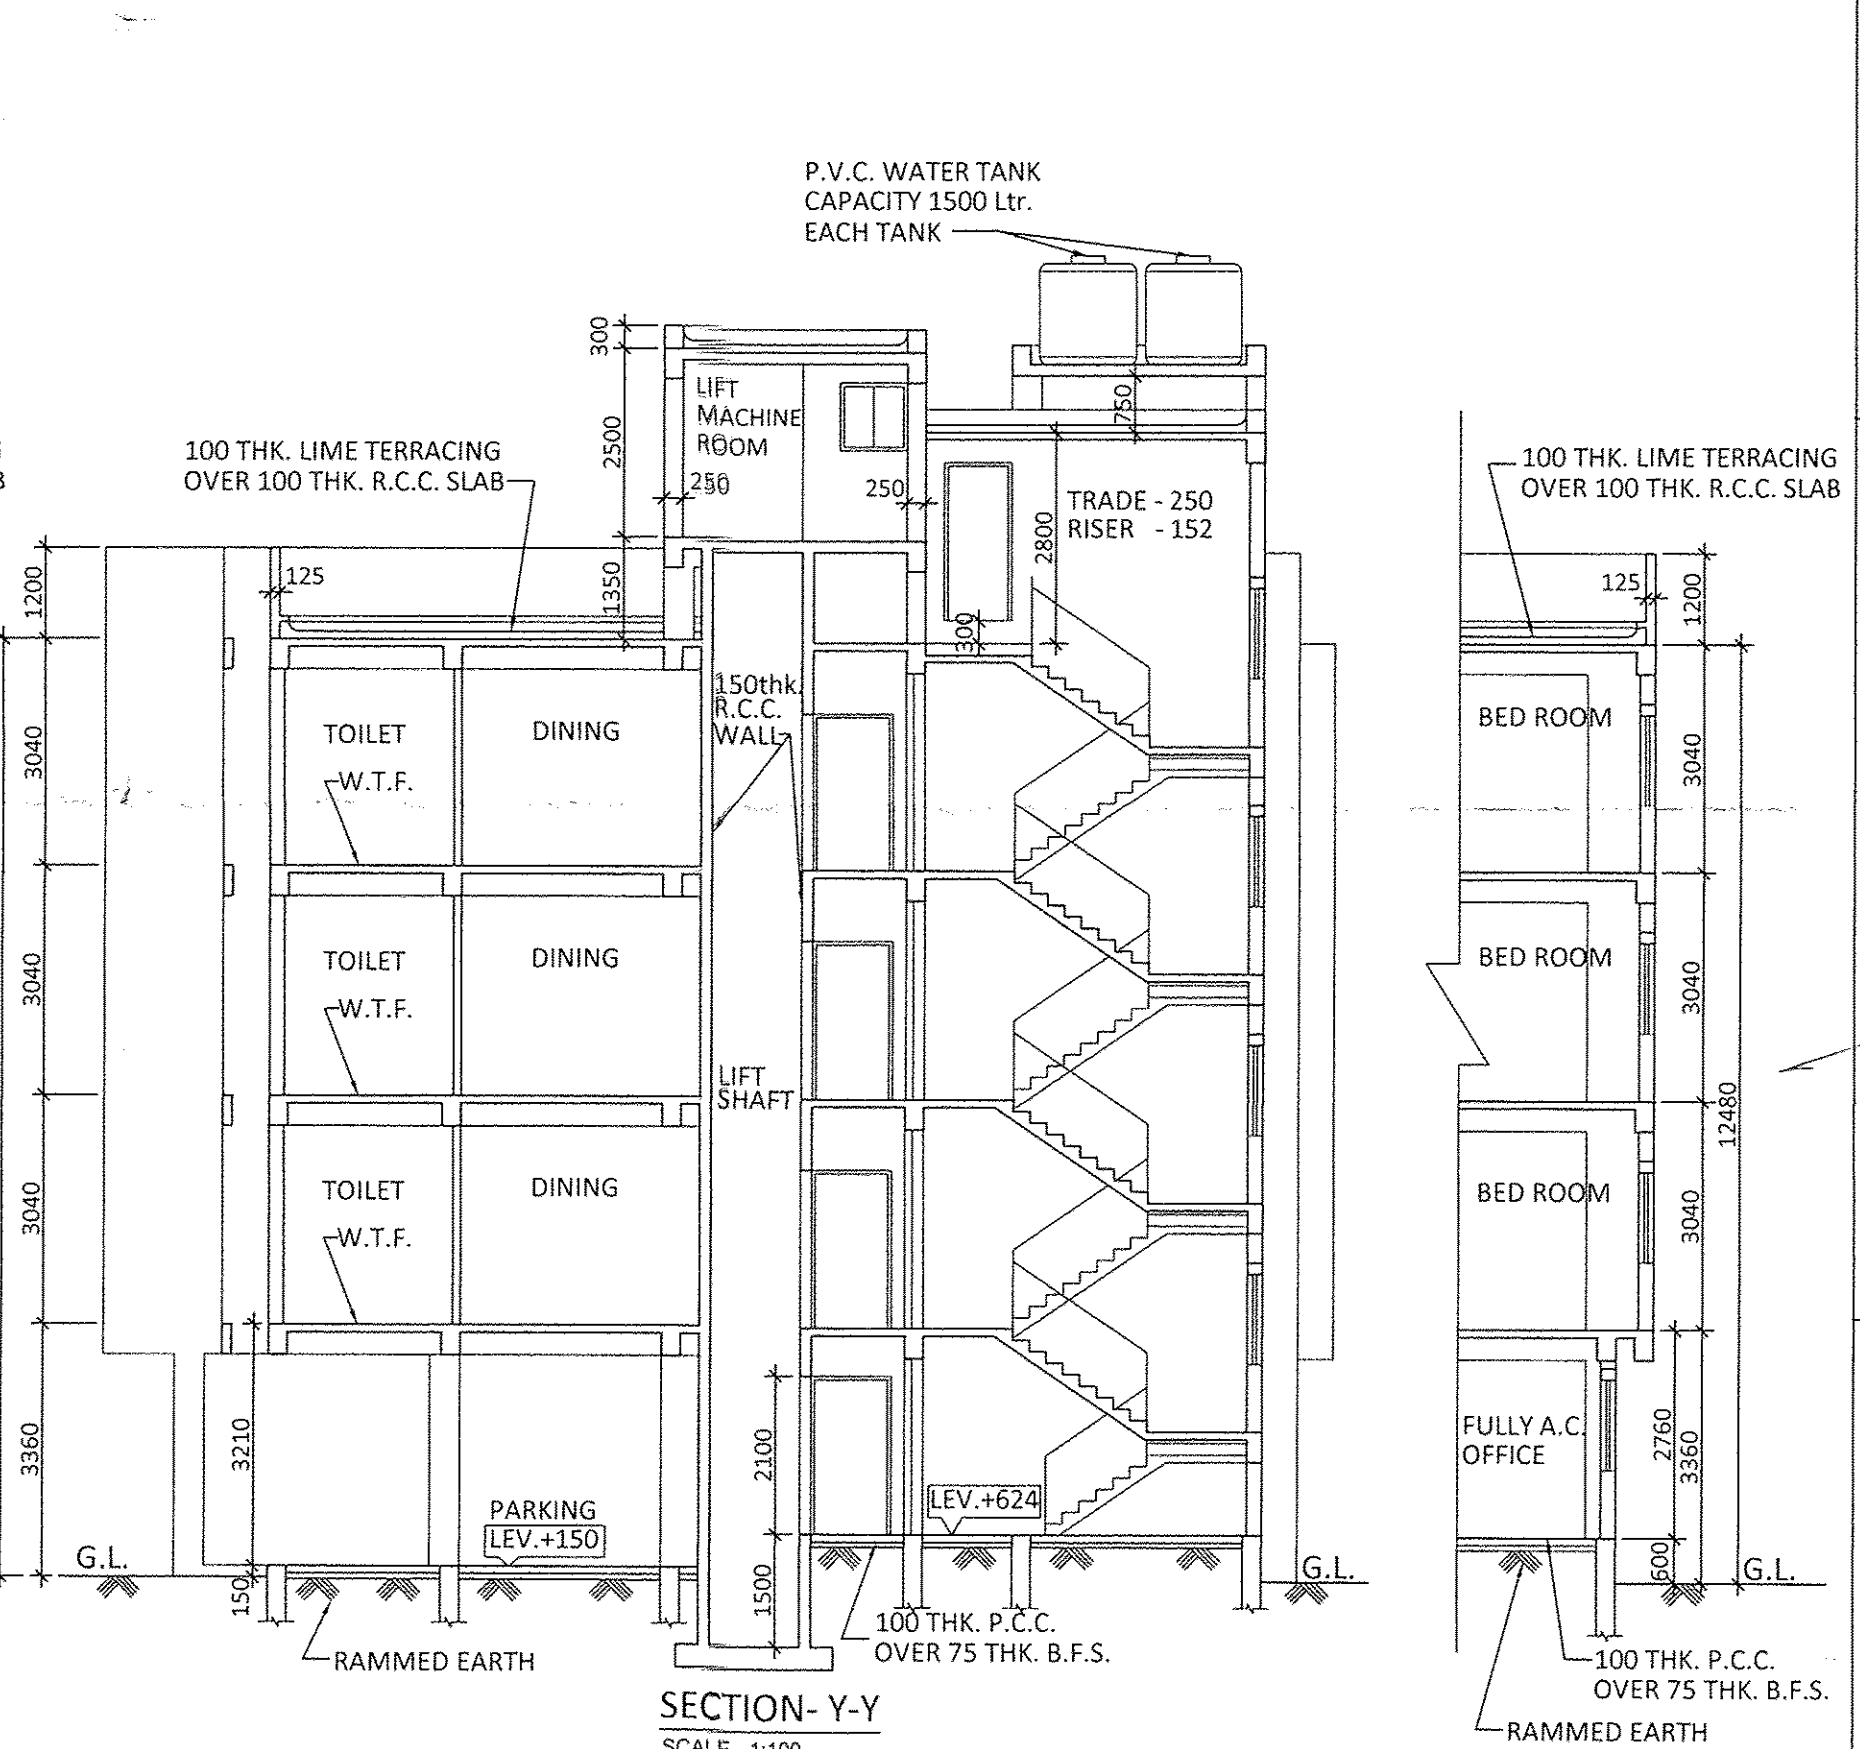 P.V.C. WATER TANK
CAPACITY 1500 Ltr.
EACH TANK
300
2500
1350
LIFT
MACHINE
ROOM
250
250
750
2800
300
TRADE - 250
RISER - 152
100 THK. LIME TERRACING
OVER 100 THK. R.C.C. SLAB
125
1200
3040
3040
3040
3360
TOILET
W.T.F.
DINING
TOILET
W.T.F.
DINING
TOILET
W.T.F.
DINING
150thk.
R.C.C.
WALL
LIFT
SHAFT
3210
150
PARKING
LEV.+150
G.L.
RAMMED EARTH
2100
1500
LEV.+624
100 THK. P.C.C.
OVER 75 THK. B.F.S.
G.L.
SECTION- Y-Y
SCALE - 1:100
100 THK. LIME TERRACING
OVER 100 THK. R.C.C. SLAB
125
1200
BED ROOM
3040
BED ROOM
3040
12480
BED ROOM
3040
FULLY A.C.
OFFICE
2760
3360
600
G.L.
100 THK. P.C.C.
OVER 75 THK. B.F.S.
RAMMED EARTH